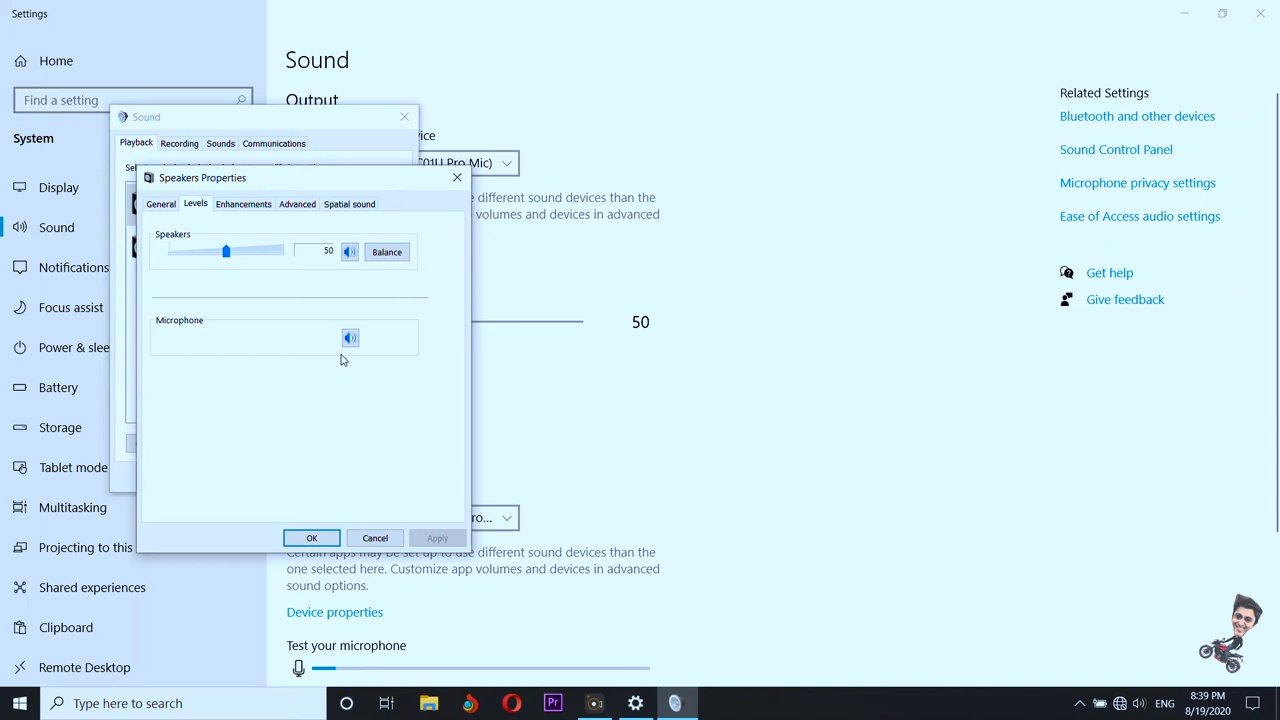 Settings
Home
Find a setting
System
Display
Sound
Notifications
Focus assist
Power & slee
Battery
Storage
Tablet mode
Multitasking
Projecting to this
Shared experiences
Clipboard
Remote Desktop
Sound
Output
vice
C01U Pro Mic)
e different sound devices than the
volumes and devices in advanced
50
ro...
Certain apps may be set up to use different sound devices than the
one selected here. Customize app volumes and devices in advanced
sound options.
Device properties
Test your microphone
Related Settings
Bluetooth and other devices
Sound Control Panel
Microphone privacy settings
Ease of Access audio settings
Get help
Give feedback
Sound
Playback Recording Sounds Communications
Speakers Properties
General Levels Enhancements Advanced Spatial sound
Speakers
50 Balance
Microphone
OK Cancel Apply
Type here to search
Pr
ENG
8:39 PM
8/19/2020